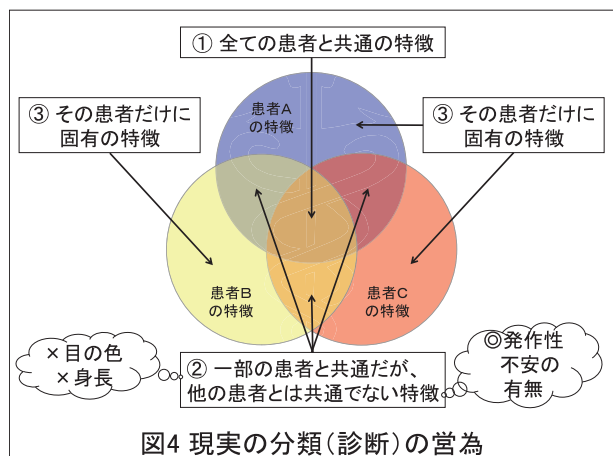 ① 全ての患者と共通の特徴
③ その患者だけに
固有の特徴
患者A
の特徴
③ その患者だけに
固有の特徴
患者B
の特徴
患者C
の特徴
×目の色
×身長
② 一部の患者と共通だが、
他の患者とは共通でない特徴
◎発作性
不安の
有無
図4 現実の分類(診断)の営為